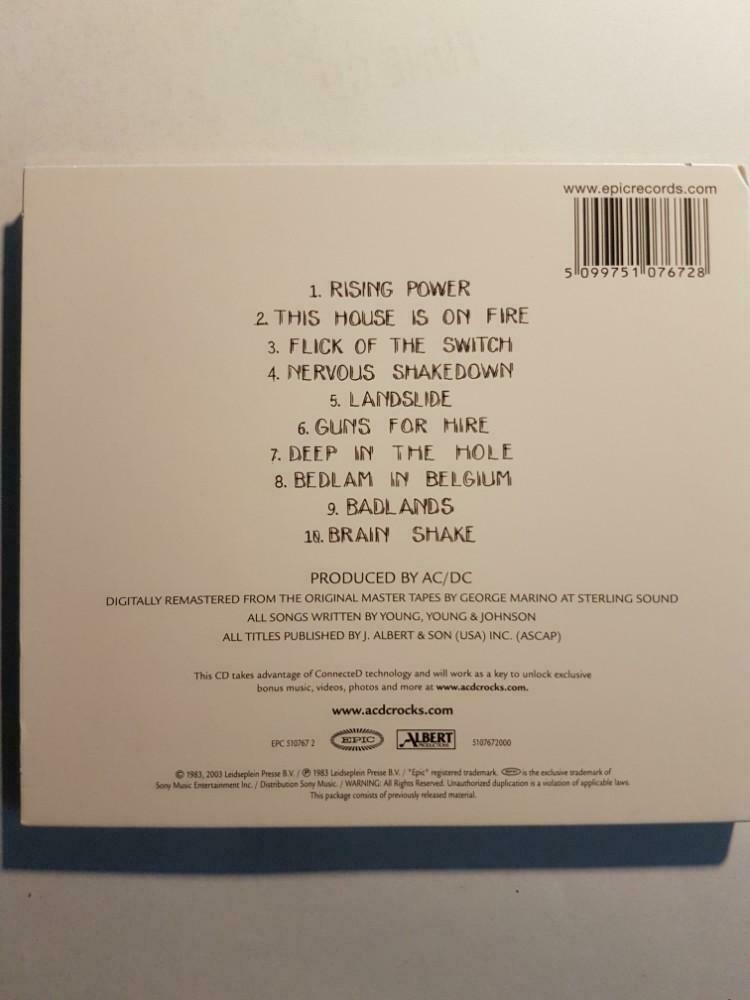 www.epicrecords.com
5 099751 076728
1. RISING POWER
2. THIS HOUSE IS ON FIRE
3. FLICK OF THE SWITCH
4. NERVOUS SHAKEDOWN
5. LANDSLIDE
6. GUNS FOR HIRE
7. DEEP IN THE HOLE
8. BEDLAM IN BELGIUM
9. BADLANDS
10. BRAIN SHAKE
PRODUCED BY AC/DC
DIGITALLY REMASTERED FROM THE ORIGINAL MASTER TAPES BY GEORGE MARINO AT STERLING SOUND
ALL SONGS WRITTEN BY YOUNG, YOUNG & JOHNSON
ALL TITLES PUBLISHED BY J. ALBERT & SON (USA) INC. (ASCAP)
This CD takes advantage of ConnecteD technology and will work as a key to unlock exclusive
bonus music, videos, photos and more at www.acdcrocks.com.
www.acdcrocks.com
EPC 510767 2 EPIC ALBERT PRODUCTIONS 5107672000
© 1983, 2003 Leidseplein Presse B.V. / ℗ 1983 Leidseplein Presse B.V. / "Epic" registered trademark. EPIC is the exclusive trademark of
Sony Music Entertainment Inc. / Distribution Sony Music. / WARNING: All Rights Reserved. Unauthorized duplication is a violation of applicable laws.
This package consists of previously released material.